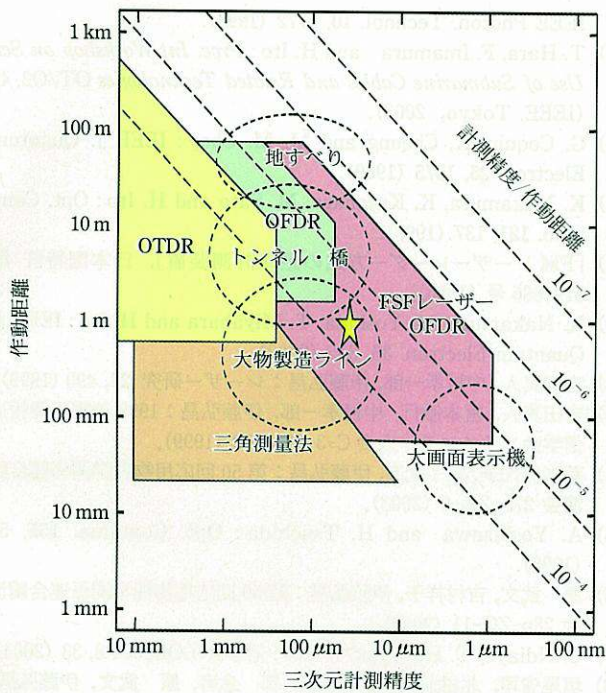 1 km
100 m
10 m
1 m
100 mm
10 mm
1 mm
作動距離
計測精度/作動距離
地すべり
OFDR
OTDR
トンネル・橋
FSFレーザー
OFDR
大物製造ライン
三角測量法
大画面表示機
10⁻⁷
10⁻⁶
10⁻⁵
10⁻⁴
10 mm
1 mm
100 μm
10 μm
1 μm
100 nm
三次元計測精度